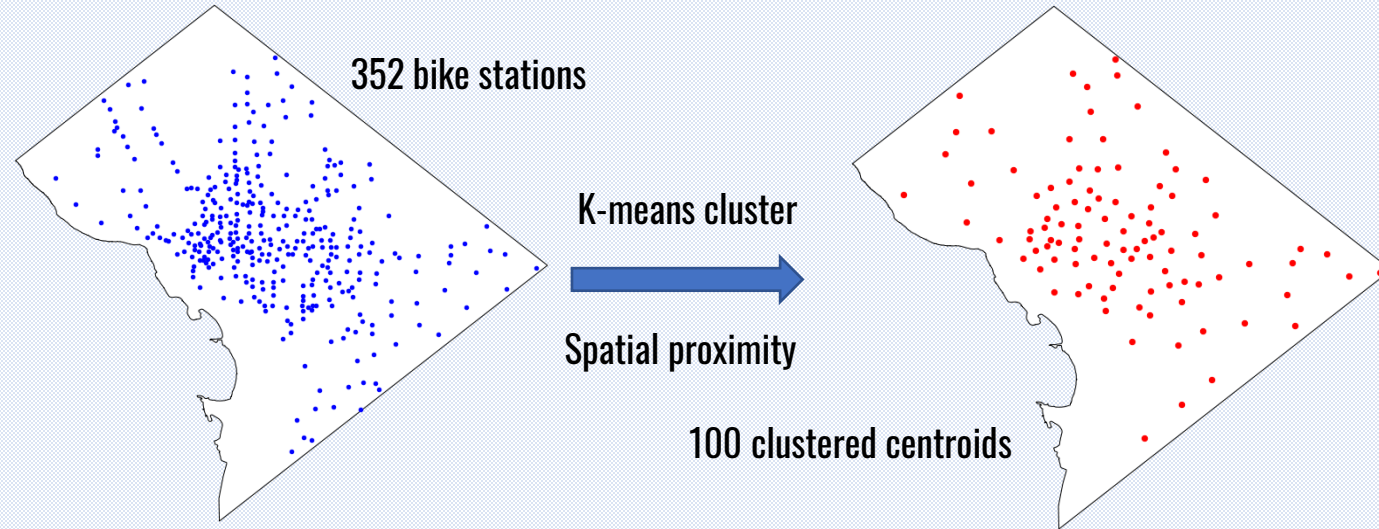 352 bike stations
K-means cluster
Spatial proximity
100 clustered centroids